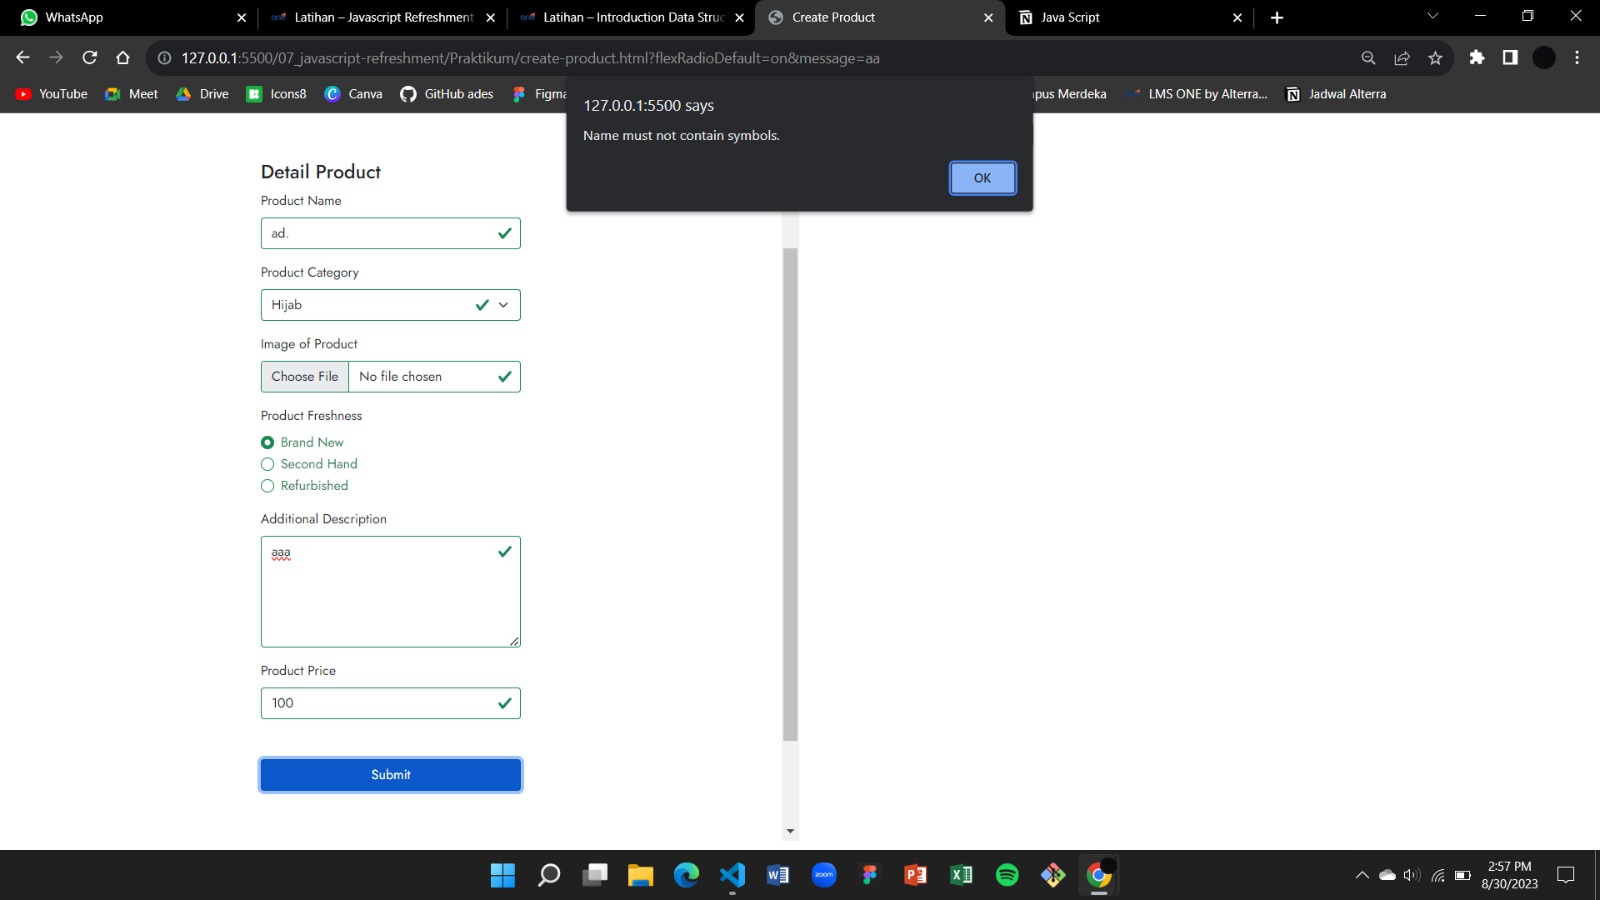 WhatsApp
Latihan – Javascript Refreshment
Latihan – Introduction Data Struc
Create Product
Java Script
127.0.0.1:5500/07_javascript-refreshment/Praktikum/create-product.html?flexRadioDefault=on&message=aa
YouTube
Meet
Drive
Icons8
Canva
GitHub ades
Figma
pus Merdeka
LMS ONE by Alterra...
Jadwal Alterra
127.0.0.1:5500 says
Name must not contain symbols.
OK
Detail Product
Product Name
ad.
Product Category
Hijab
Image of Product
Choose File No file chosen
Product Freshness
Brand New
Second Hand
Refurbished
Additional Description
aaa
Product Price
100
Submit
zoom
2:57 PM
8/30/2023